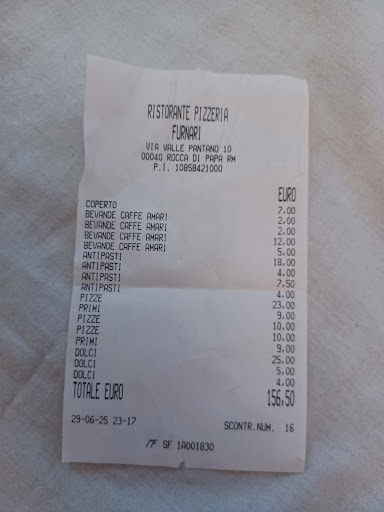 RISTORANTE PIZZERIA
FURNARI
VIA VALLE PANTANO 10
00040 ROCCA DI PAPA RM
P.I. 10858421000
EURO
COPERTO 7,00
BEVANDE CAFFE AMARI 2,00
BEVANDE CAFFE AMARI 2,00
BEVANDE CAFFE AMARI 12,00
BEVANDE CAFFE AMARI 5,00
ANTIPASTI 18,00
ANTIPASTI 4,00
ANTIPASTI 7,50
ANTIPASTI 4,00
PIZZE 23,00
PRIMI 9,00
PIZZE 10,00
PIZZE 10,00
PRIMI 9,00
DOLCI 25,00
DOLCI 5,00
DOLCI 4,00
TOTALE EURO 156,50
29-06-25 23-17 SCONTR.NUM. 16
SF 1A001830